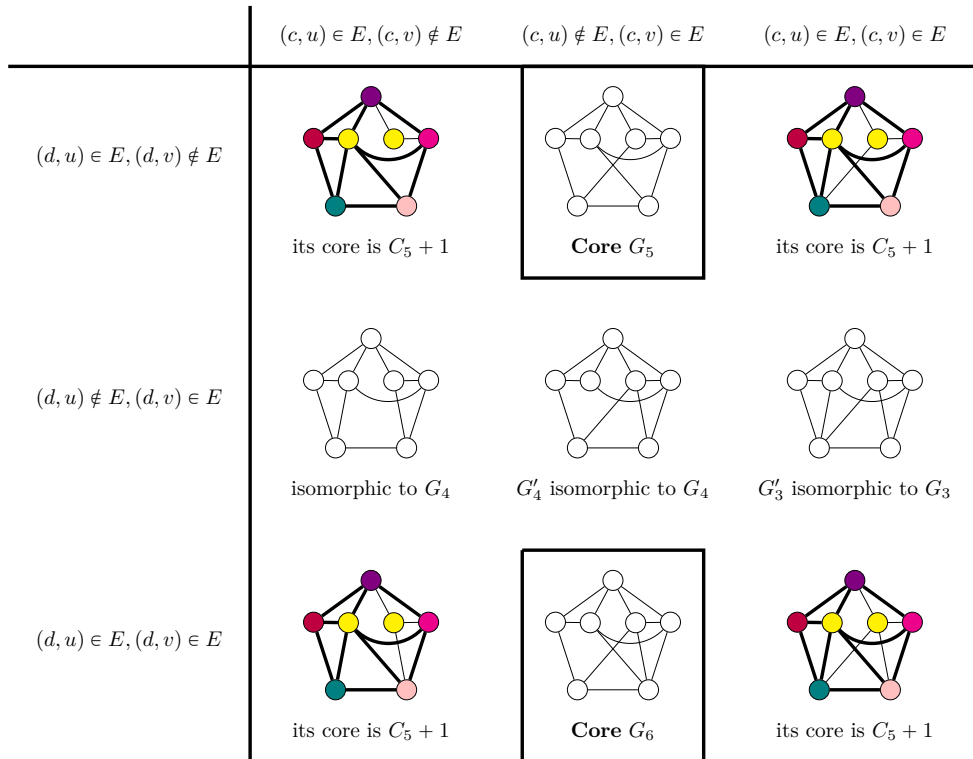 (c, u) ∈ E, (c, v) ∉ E
(c, u) ∉ E, (c, v) ∈ E
(c, u) ∈ E, (c, v) ∈ E
(d, u) ∈ E, (d, v) ∉ E
its core is C₅ + 1
Core G₅
its core is C₅ + 1
(d, u) ∉ E, (d, v) ∈ E
isomorphic to G₄
G′₄ isomorphic to G₄
G′₃ isomorphic to G₃
(d, u) ∈ E, (d, v) ∈ E
its core is C₅ + 1
Core G₆
its core is C₅ + 1